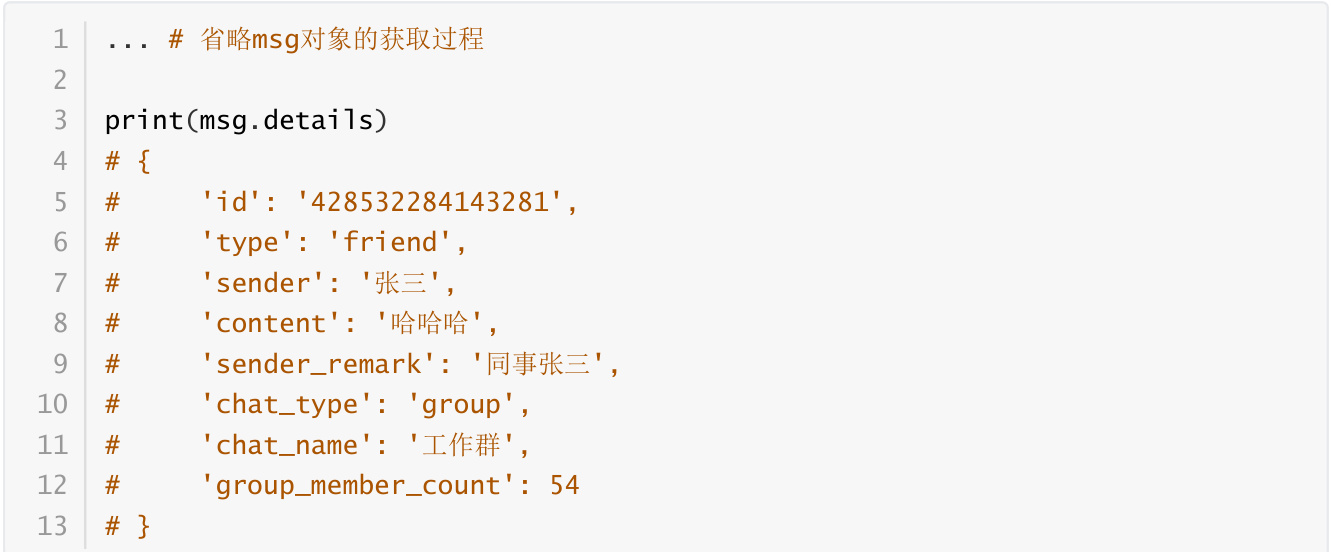 1 ... # 省略msg对象的获取过程
2
3 print(msg.details)
4 # {
5 #     'id': '428532284143281',
6 #     'type': 'friend',
7 #     'sender': '张三',
8 #     'content': '哈哈哈',
9 #     'sender_remark': '同事张三',
10 #     'chat_type': 'group',
11 #     'chat_name': '工作群',
12 #     'group_member_count': 54
13 # }